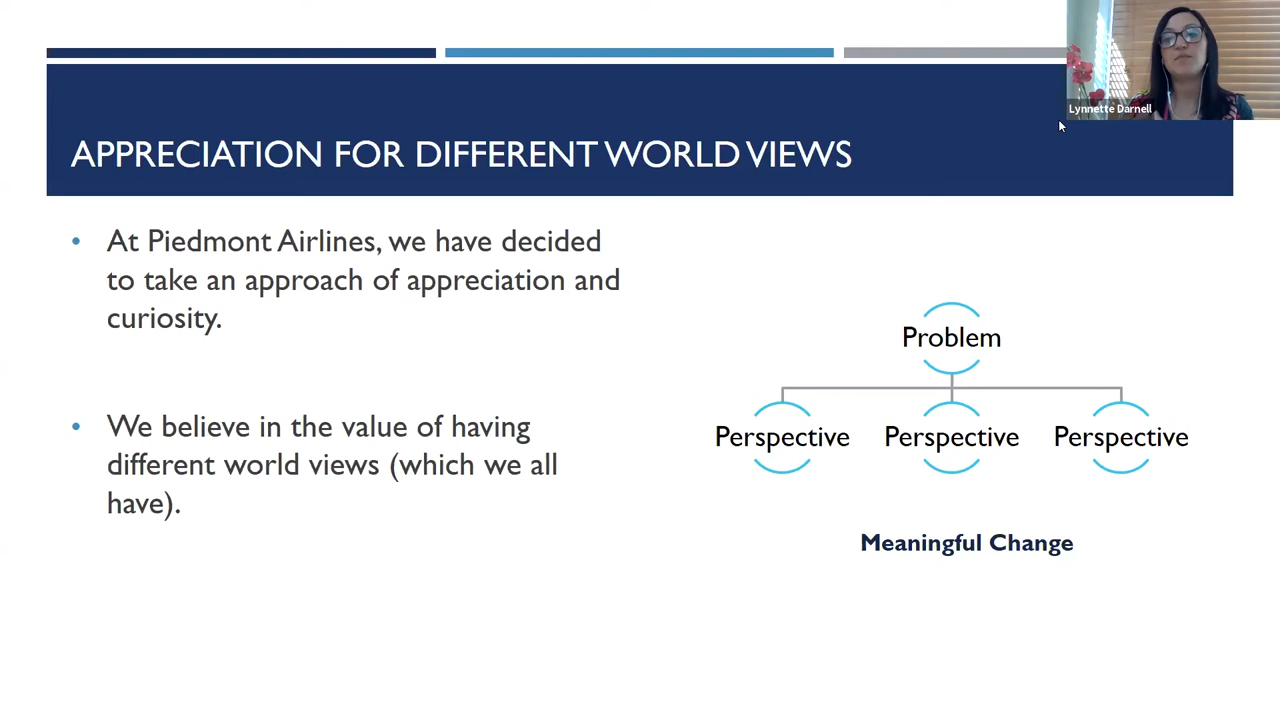 Lynnette Darnell
APPRECIATION FOR DIFFERENT WORLD VIEWS
• At Piedmont Airlines, we have decided
to take an approach of appreciation and
curiosity.
• We believe in the value of having
different world views (which we all
have).
Problem
Perspective Perspective Perspective
Meaningful Change